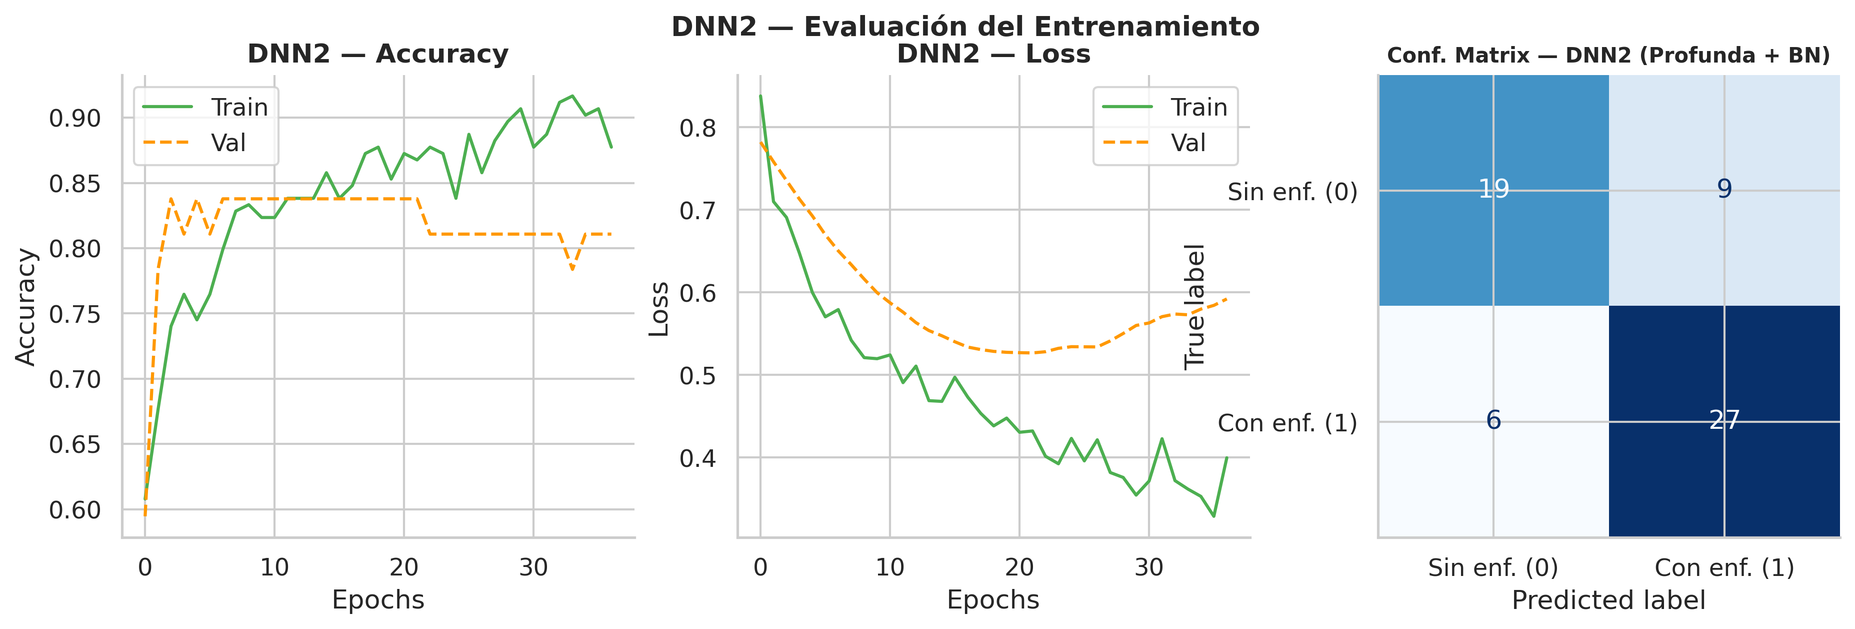 DNN2 — Evaluación del Entrenamiento
DNN2 — Accuracy
Train
Val
0.90
0.85
0.80
0.75
0.70
0.65
0.60
Accuracy
0
10
20
30
Epochs
DNN2 — Loss
Train
Val
0.8
0.7
0.6
0.5
0.4
Loss
0
10
20
30
Epochs
Conf. Matrix — DNN2 (Profunda + BN)
True label
Sin enf. (0)
19
9
Con enf. (1)
6
27
Sin enf. (0)
Con enf. (1)
Predicted label